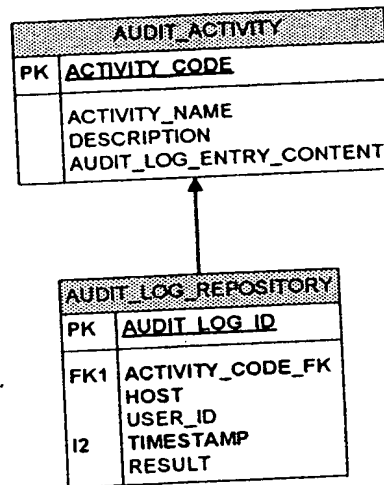 AUDIT_ACTIVITY
PK ACTIVITY_CODE
ACTIVITY_NAME
DESCRIPTION
AUDIT_LOG_ENTRY_CONTENT
AUDIT_LOG_REPOSITORY
PK AUDIT_LOG_ID
FK1 ACTIVITY_CODE_FK
HOST
USER_ID
I2 TIMESTAMP
RESULT